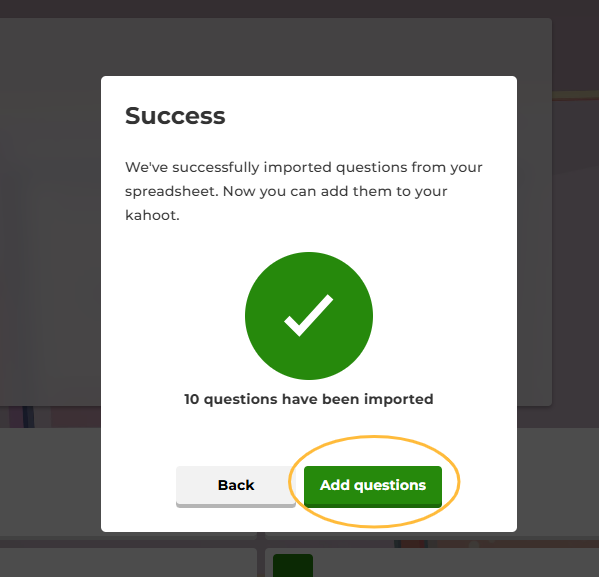 Success
We've successfully imported questions from your
spreadsheet. Now you can add them to your
kahoot.
10 questions have been imported
Back
Add questions